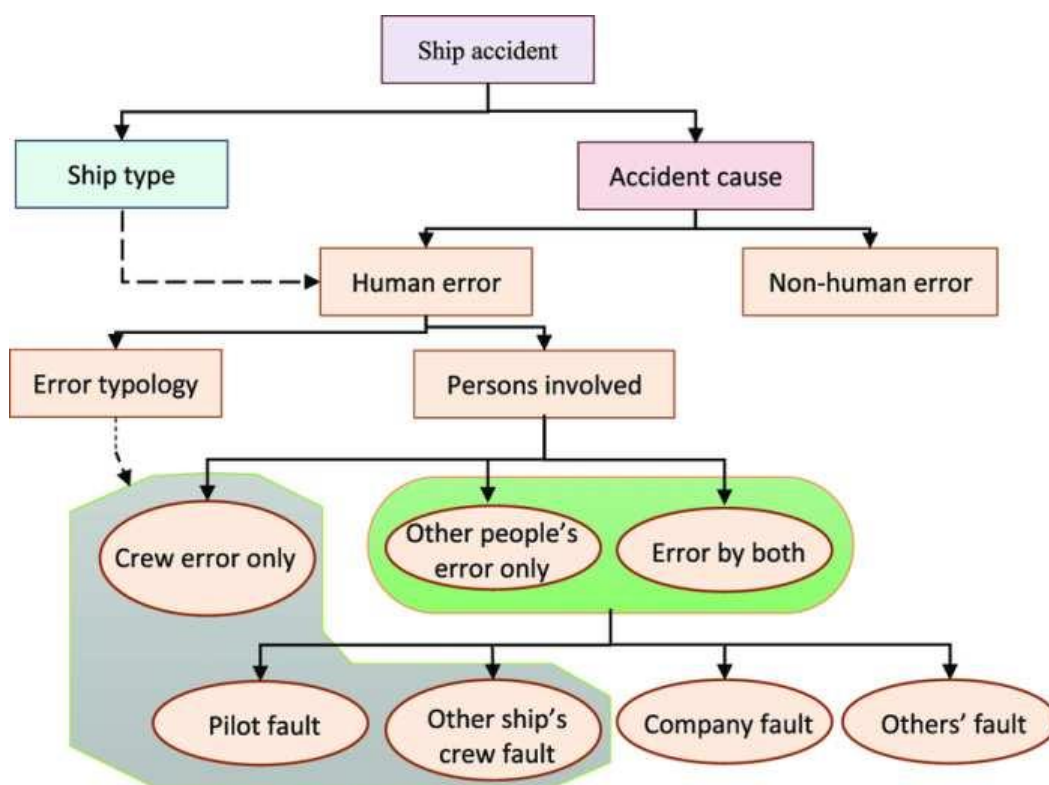 Ship accident
Ship type
Accident cause
Human error
Non-human error
Error typology
Persons involved
Crew error only
Other people's
error only
Error by both
Pilot fault
Other ship's
crew fault
Company fault
Others' fault